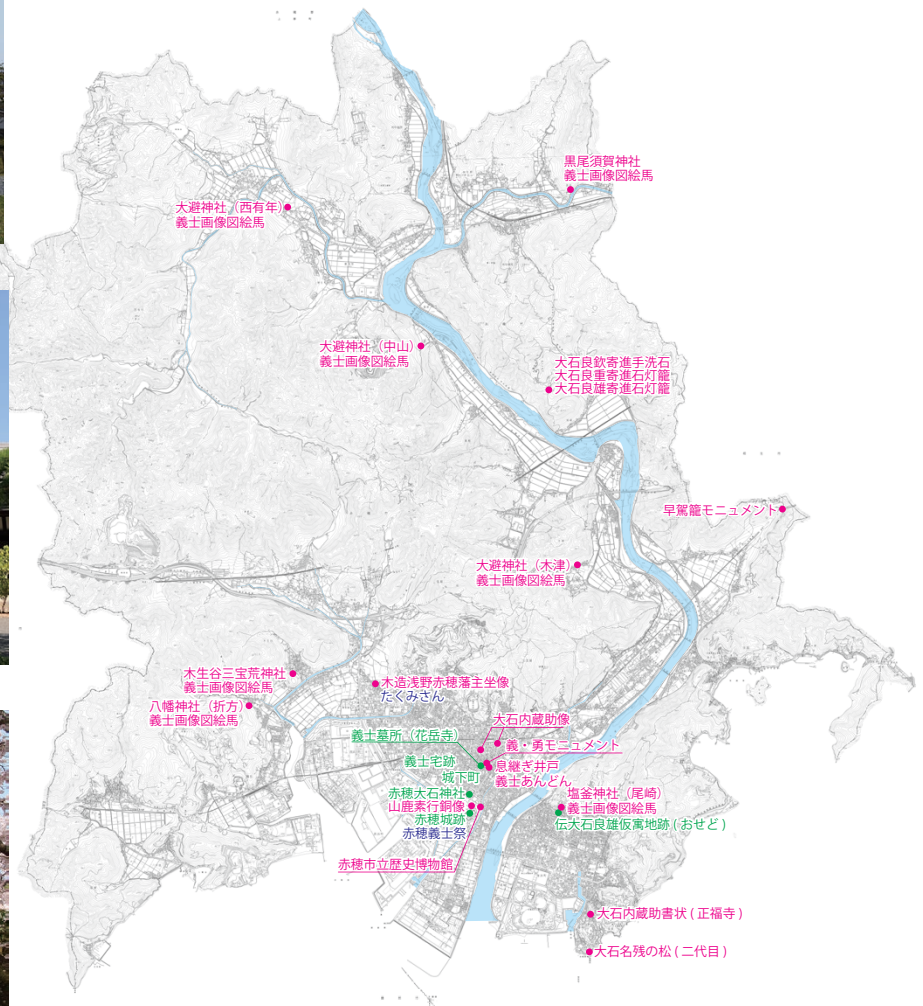 黒尾須賀神社
義士画像図絵馬
大避神社（西有年）
義士画像図絵馬
大避神社（中山）
義士画像図絵馬
大石良欽寄進手洗石
大石良重寄進石灯籠
大石良雄寄進石灯籠
早駕籠モニュメント
大避神社（木津）
義士画像図絵馬
木生谷三宝荒神社
義士画像図絵馬
八幡神社（折方）
義士画像図絵馬
木造浅野赤穂藩主坐像
たくみさん
大石内蔵助像
義士墓所（花岳寺）
義・勇モニュメント
義士宅跡
息継ぎ井戸
城下町
義士あんどん
赤穂大石神社
山鹿素行銅像
赤穂城跡
赤穂義士祭
塩釜神社（尾崎）
義士画像図絵馬
伝大石良雄仮寓地跡 ( おせど )
赤穂市立歴史博物館
大石内蔵助書状 ( 正福寺 )
大石名残の松 ( 二代目 )